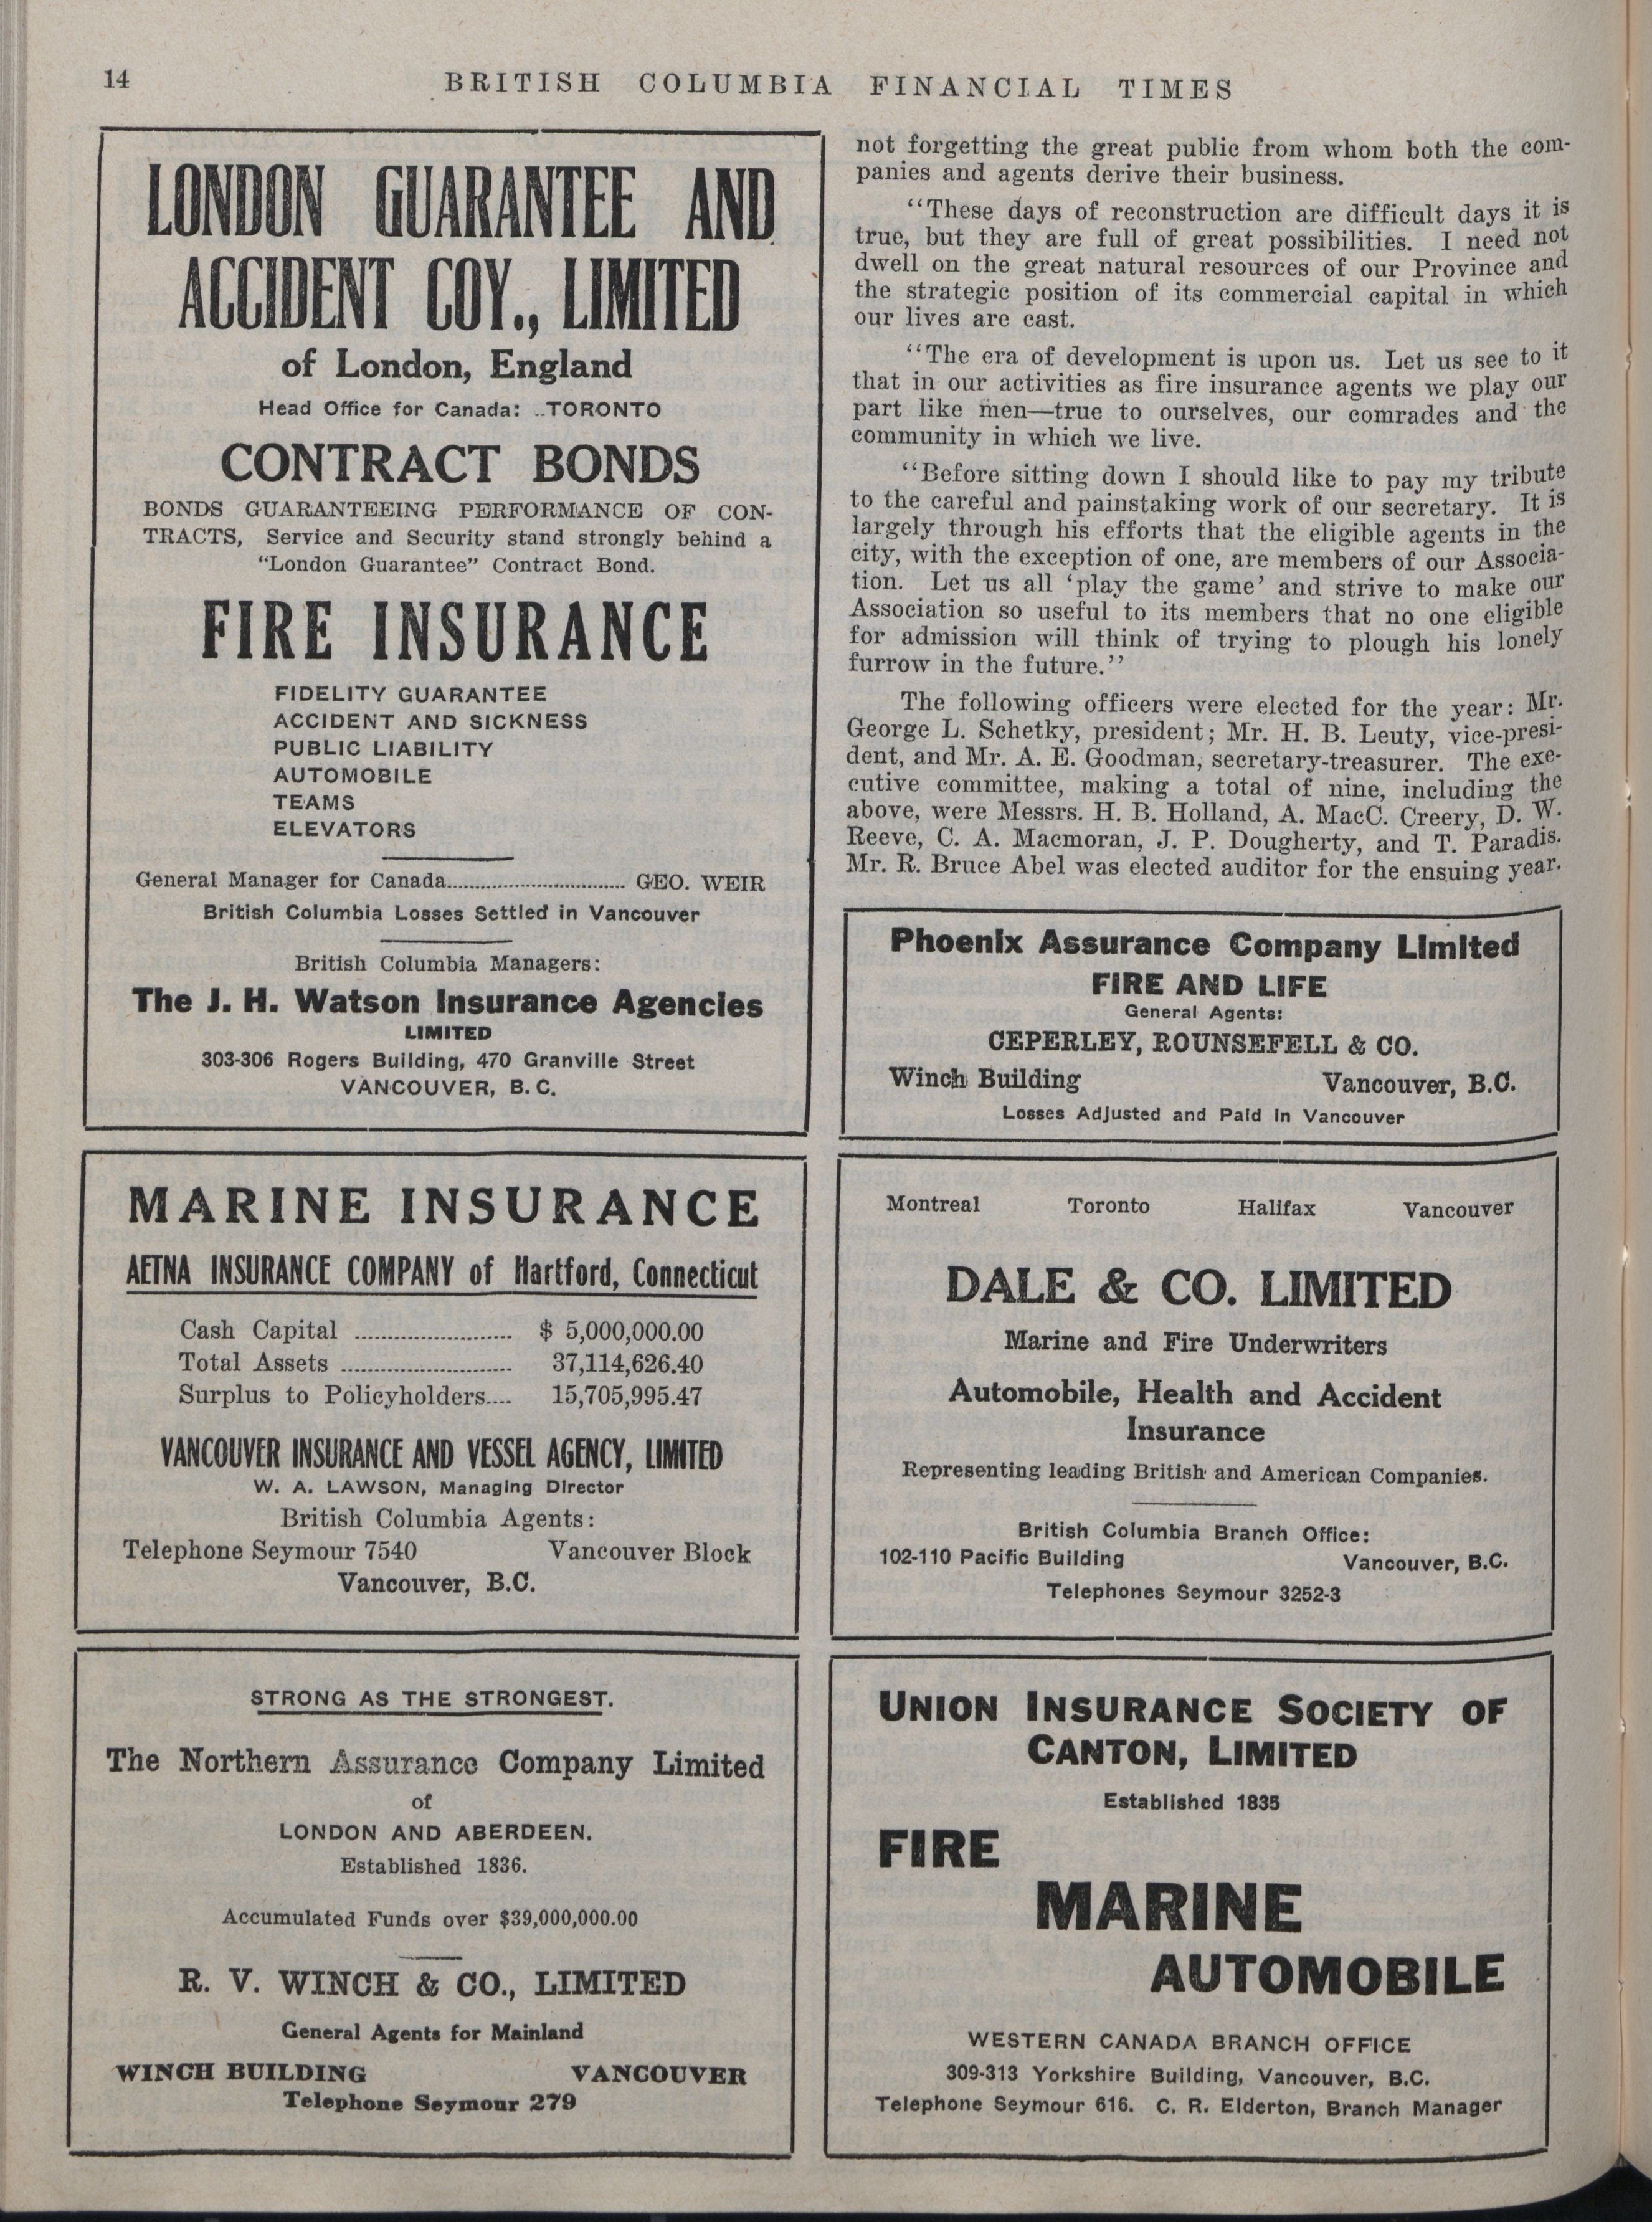 14
BRITISH COLUMBIA FINANCIAL TIMES
LONDON GUARANTEE AND
ACCIDENT COY., LIMITED
of London, England
Head Office for Canada: ..TORONTO
CONTRACT BONDS
BONDS GUARANTEEING PERFORMANCE OF CON-
TRACTS, Service and Security stand strongly behind a
“London Guarantee” Contract Bond.
FIRE INSURANCE
FIDELITY GUARANTEE
ACCIDENT AND SICKNESS
PUBLIC LIABILITY
AUTOMOBILE
TEAMS
ELEVATORS
General Manager for Canada.............................. GEO. WEIR
British Columbia Losses Settled in Vancouver
British Columbia Managers:
The J. H. Watson Insurance Agencies
LIMITED
303-306 Rogers Building, 470 Granville Street
VANCOUVER, B. C.
MARINE INSURANCE
AETNA INSURANCE COMPANY of Hartford, Connecticut
Cash Capital ........................ $ 5,000,000.00
Total Assets .......................... 37,114,626.40
Surplus to Policyholders.... 15,705,995.47
VANCOUVER INSURANCE AND VESSEL AGENCY, LIMITED
W. A. LAWSON, Managing Director
British Columbia Agents:
Telephone Seymour 7540 Vancouver Block
Vancouver, B.C.
STRONG AS THE STRONGEST.
The Northern Assurance Company Limited
of
LONDON AND ABERDEEN.
Established 1836.
Accumulated Funds over $39,000,000.00
R. V. WINCH & CO., LIMITED
General Agents for Mainland
WINCH BUILDING VANCOUVER
Telephone Seymour 279
not forgetting the great public from whom both the com-
panies and agents derive their business.
“These days of reconstruction are difficult days it is
true, but they are full of great possibilities. I need not
dwell on the great natural resources of our Province and
the strategic position of its commercial capital in which
our lives are cast.
“The era of development is upon us. Let us see to it
that in our activities as fire insurance agents we play our
part like men—true to ourselves, our comrades and the
community in which we live.
“Before sitting down I should like to pay my tribute
to the careful and painstaking work of our secretary. It is
largely through his efforts that the eligible agents in the
city, with the exception of one, are members of our Associa-
tion. Let us all ‘play the game’ and strive to make our
Association so useful to its members that no one eligible
for admission will think of trying to plough his lonely
furrow in the future.”
The following officers were elected for the year: Mr.
George L. Schetky, president; Mr. H. B. Leuty, vice-presi-
dent, and Mr. A. E. Goodman, secretary-treasurer. The exe-
cutive committee, making a total of nine, including the
above, were Messrs. H. B. Holland, A. MacC. Creery, D. W.
Reeve, C. A. Macmoran, J. P. Dougherty, and T. Paradis.
Mr. R. Bruce Abel was elected auditor for the ensuing year.
Phoenix Assurance Company Limited
FIRE AND LIFE
General Agents:
CEPERLEY, ROUNSEFELL & CO.
Winch Building Vancouver, B.C.
Losses Adjusted and Paid in Vancouver
Montreal Toronto Halifax Vancouver
DALE & CO. LIMITED
Marine and Fire Underwriters
Automobile, Health and Accident
Insurance
Representing leading British and American Companies.
British Columbia Branch Office:
102-110 Pacific Building Vancouver, B.C.
Telephones Seymour 3252-3
UNION INSURANCE SOCIETY OF
CANTON, LIMITED
Established 1835
FIRE
MARINE
AUTOMOBILE
WESTERN CANADA BRANCH OFFICE
309-313 Yorkshire Building, Vancouver, B.C.
Telephone Seymour 616. C. R. Elderton, Branch Manager